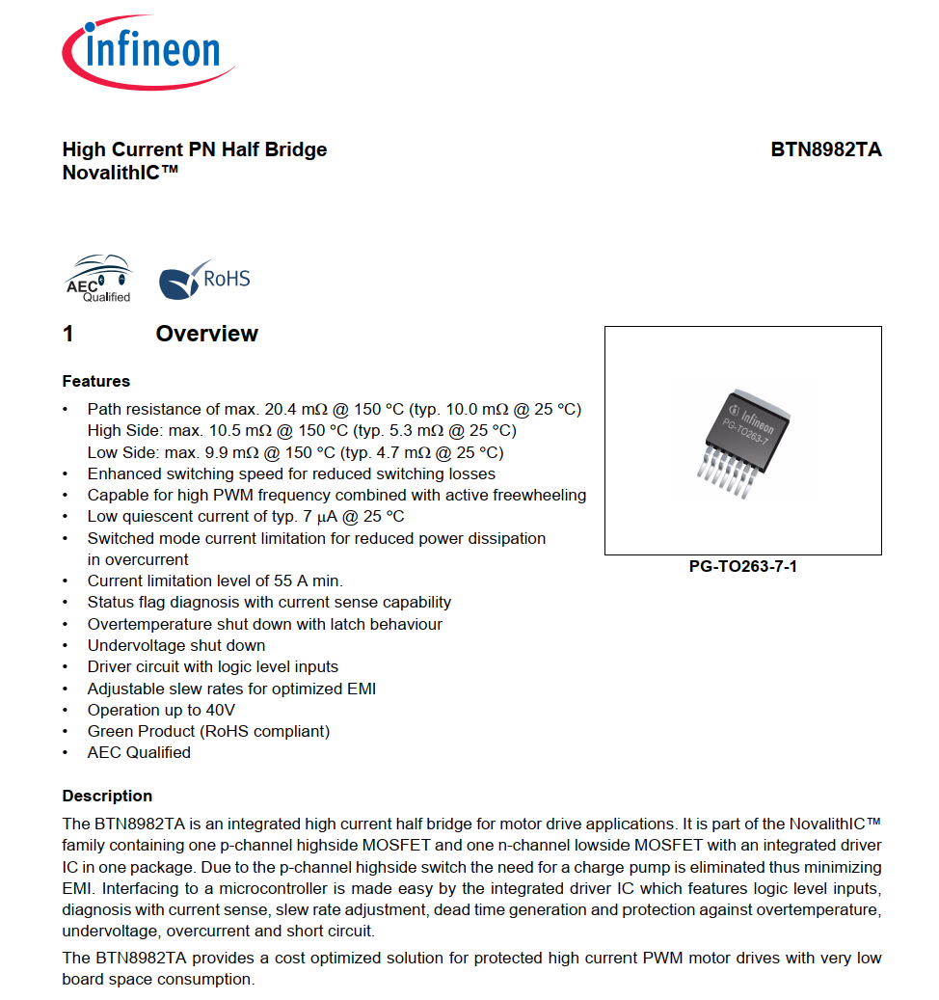 infineon
High Current PN Half Bridge
NovalithIC™
BTN8982TA
AEC
Qualified
RoHS
1 Overview
Features
• Path resistance of max. 20.4 mΩ @ 150 °C (typ. 10.0 mΩ @ 25 °C)
High Side: max. 10.5 mΩ @ 150 °C (typ. 5.3 mΩ @ 25 °C)
Low Side: max. 9.9 mΩ @ 150 °C (typ. 4.7 mΩ @ 25 °C)
• Enhanced switching speed for reduced switching losses
• Capable for high PWM frequency combined with active freewheeling
• Low quiescent current of typ. 7 µA @ 25 °C
• Switched mode current limitation for reduced power dissipation
in overcurrent
• Current limitation level of 55 A min.
• Status flag diagnosis with current sense capability
• Overtemperature shut down with latch behaviour
• Undervoltage shut down
• Driver circuit with logic level inputs
• Adjustable slew rates for optimized EMI
• Operation up to 40V
• Green Product (RoHS compliant)
• AEC Qualified
Infineon
PG-TO263-7
PG-TO263-7-1
Description
The BTN8982TA is an integrated high current half bridge for motor drive applications. It is part of the NovalithIC™
family containing one p-channel highside MOSFET and one n-channel lowside MOSFET with an integrated driver
IC in one package. Due to the p-channel highside switch the need for a charge pump is eliminated thus minimizing
EMI. Interfacing to a microcontroller is made easy by the integrated driver IC which features logic level inputs,
diagnosis with current sense, slew rate adjustment, dead time generation and protection against overtemperature,
undervoltage, overcurrent and short circuit.
The BTN8982TA provides a cost optimized solution for protected high current PWM motor drives with very low
board space consumption.